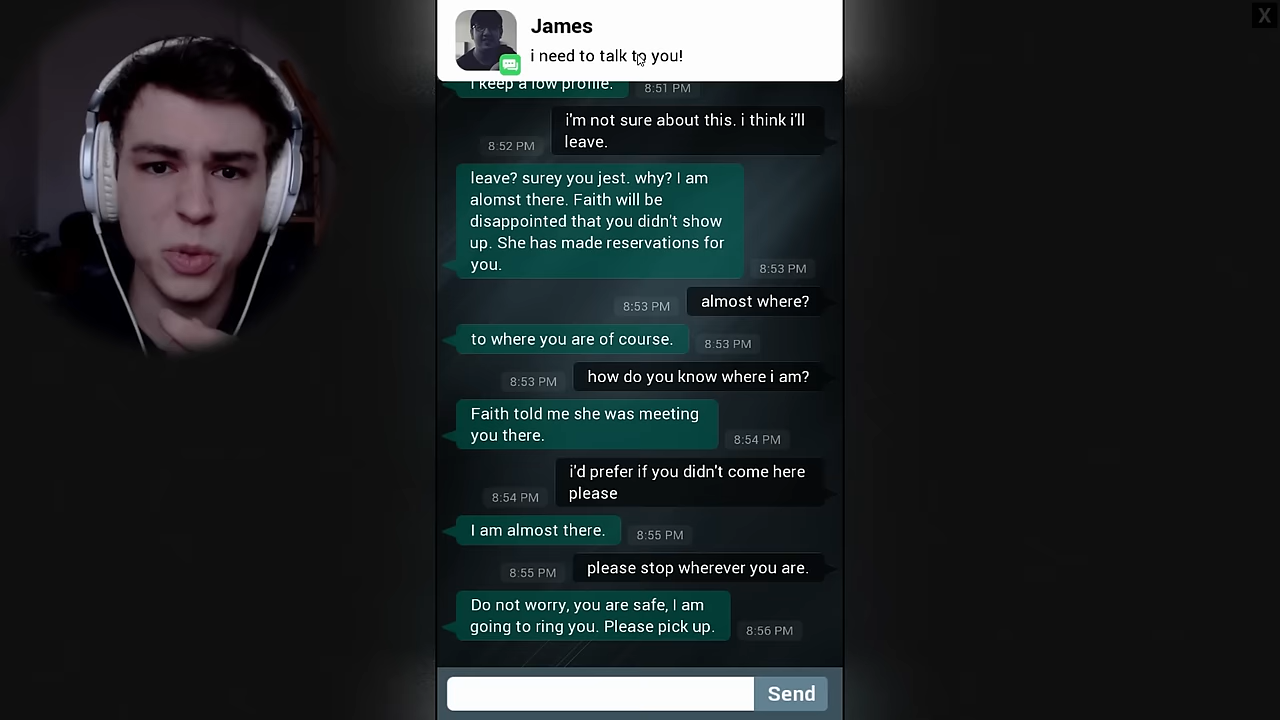 X
James
i need to talk to you!
I keep a low profile.
8:51 PM
i'm not sure about this. i think i'll
leave.
8:52 PM
leave? surey you jest. why? I am
alomst there. Faith will be
disappointed that you didn't show
up. She has made reservations for
you.
8:53 PM
almost where?
8:53 PM
to where you are of course.
8:53 PM
how do you know where i am?
8:53 PM
Faith told me she was meeting
you there.
8:54 PM
i'd prefer if you didn't come here
please
8:54 PM
I am almost there.
8:55 PM
please stop wherever you are.
8:55 PM
Do not worry, you are safe, I am
going to ring you. Please pick up.
8:56 PM
Send